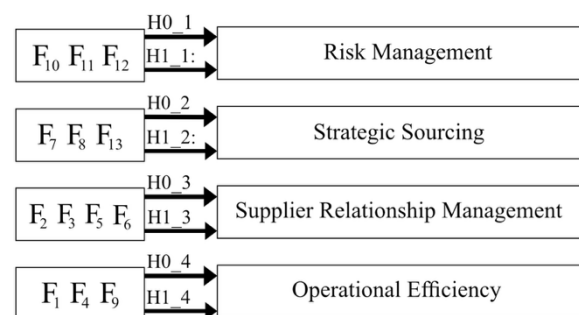 H0_1
F₁₀ F₁₁ F₁₂
H1_1:
Risk Management
H0_2
F₇ F₈ F₁₃
H1_2:
Strategic Sourcing
H0_3
F₂ F₃ F₅ F₆
H1_3
Supplier Relationship Management
H0_4
F₁ F₄ F₉
H1_4
Operational Efficiency